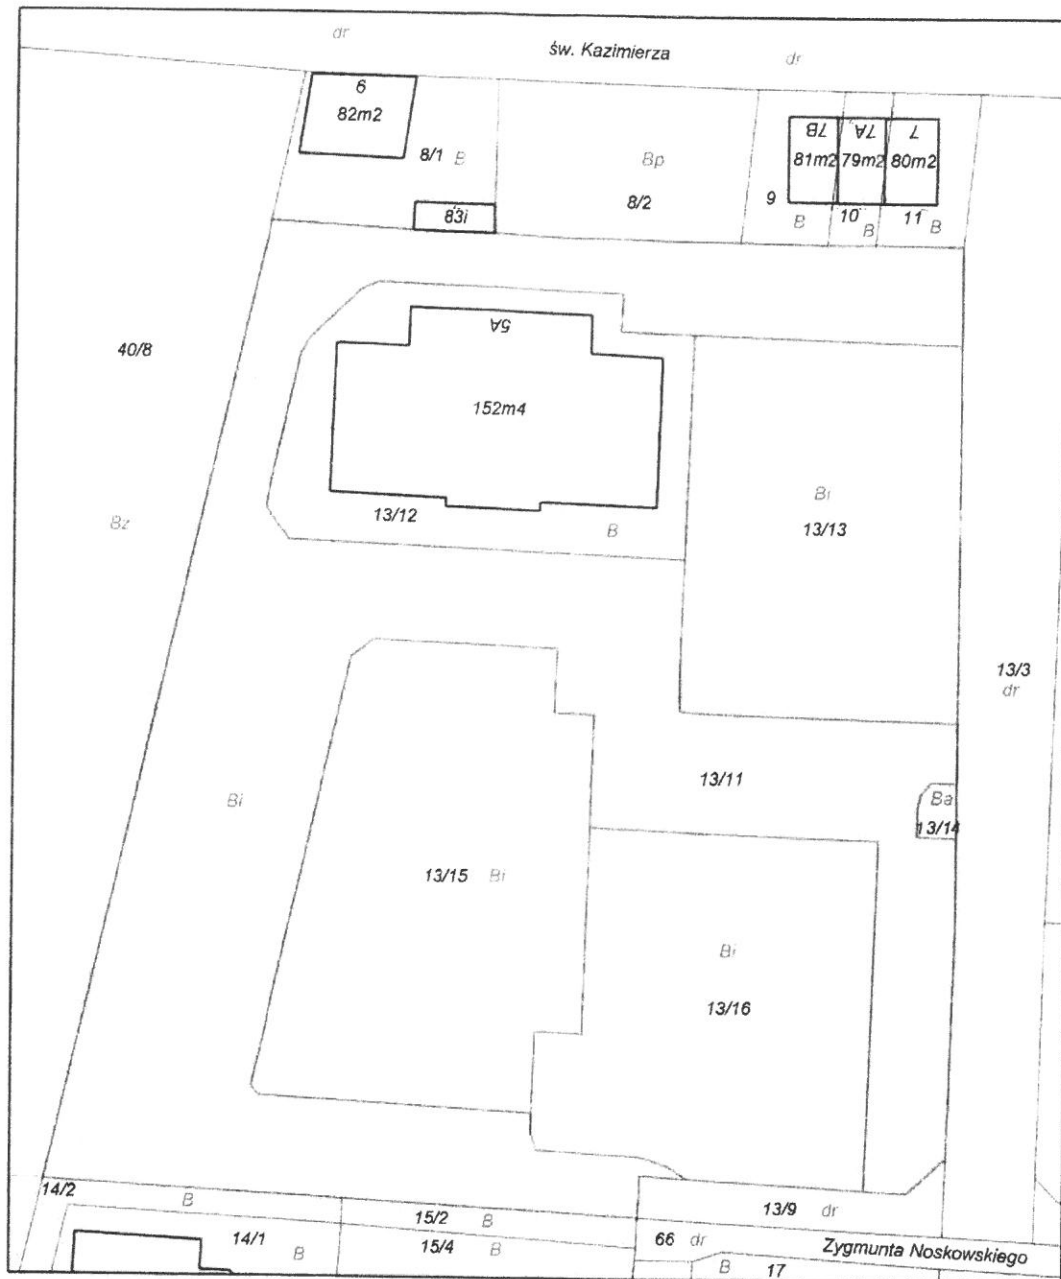 dr
św. Kazimierza
dr
6
82m2
8/1 B
83i
Bp
8/2
7B 7A 7
81m2 79m2 80m2
9
B
10
B
11
B
5A
152m4
40/8
Bz
13/12
B
Bi
13/13
13/3
dr
13/11
Ba
13/14
Bi
13/15 Bi
Bi
13/16
14/2
B
15/2 B
13/9 dr
14/1 B
15/4 B
66 dr
Zygmunta Noskowskiego
B 17